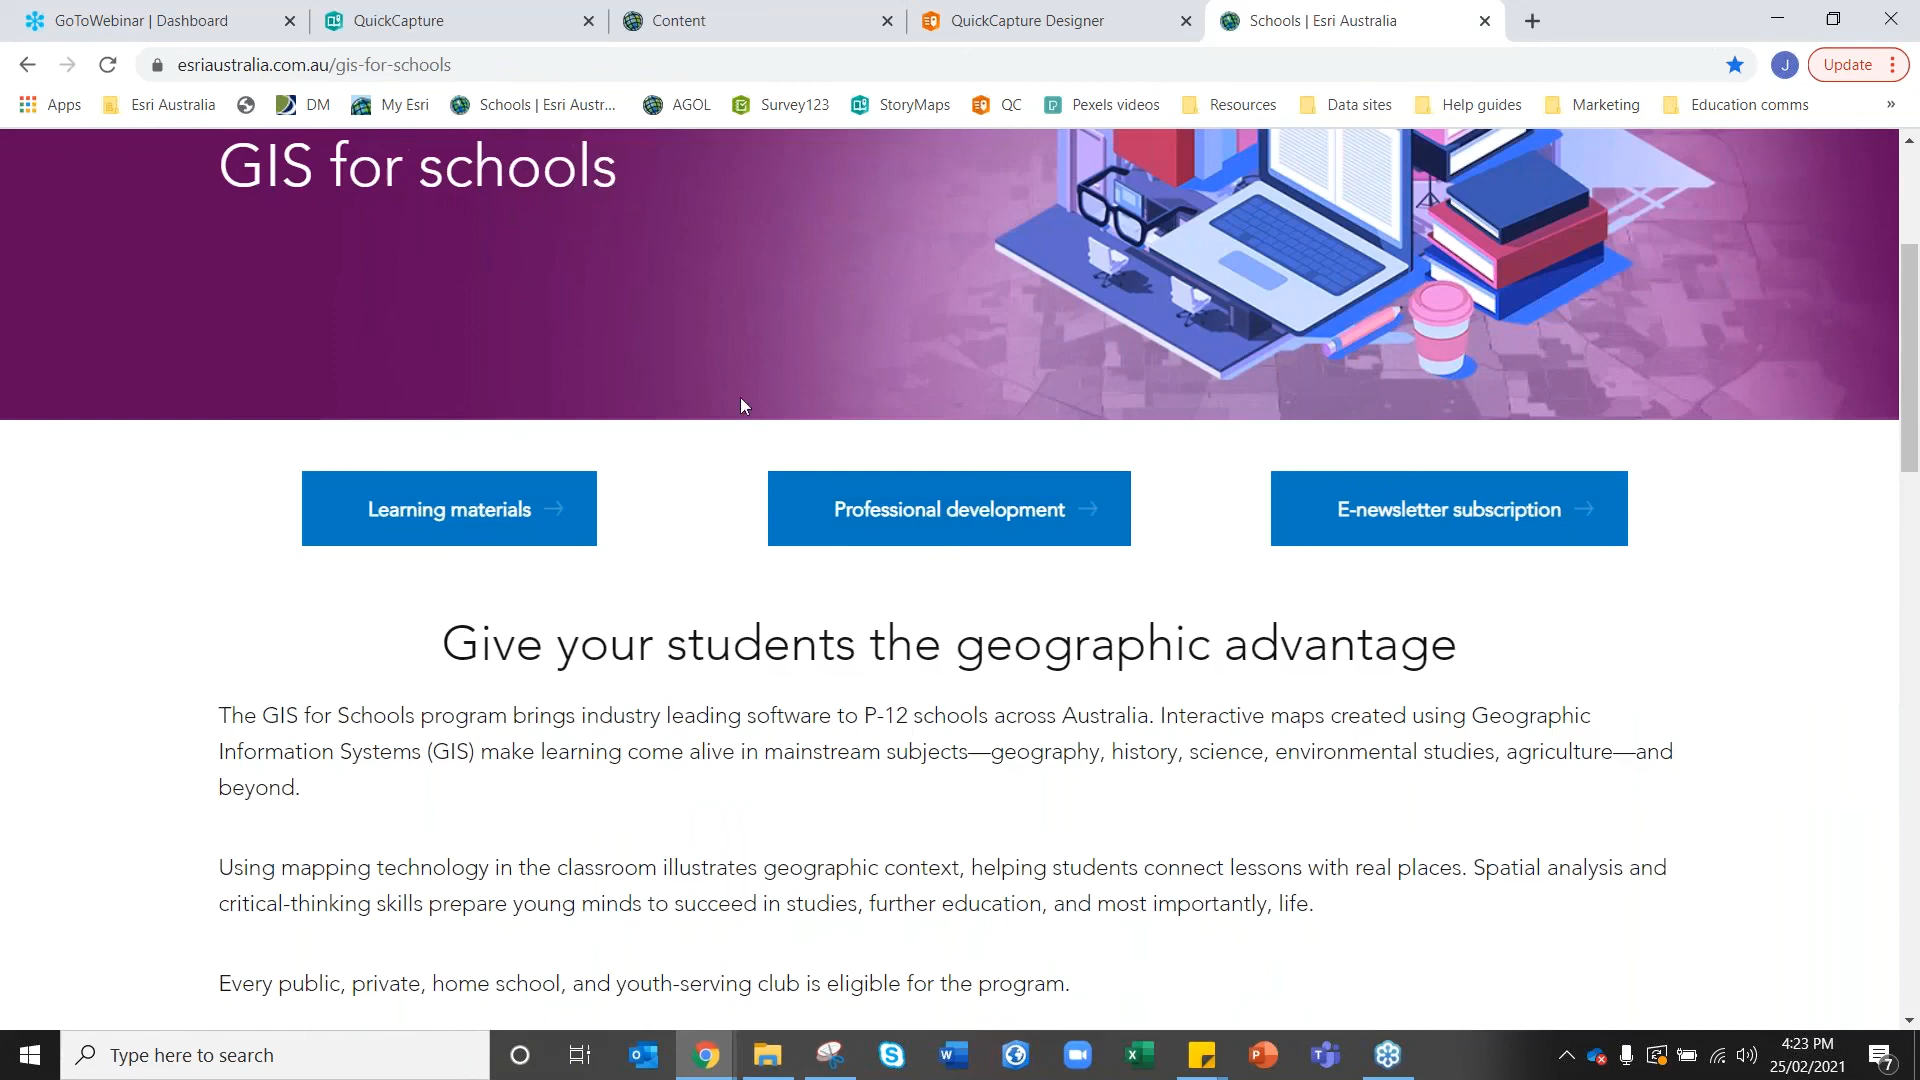 GoToWebinar | Dashboard
QuickCapture
Content
QuickCapture Designer
Schools | Esri Australia
esriaustralia.com.au/gis-for-schools
J
Update
Apps
Esri Australia
DM
My Esri
Schools | Esri Austr...
AGOL
Survey123
StoryMaps
QC
Pexels videos
Resources
Data sites
Help guides
Marketing
Education comms
»
GIS for schools
Learning materials →
Professional development →
E-newsletter subscription →
Give your students the geographic advantage
The GIS for Schools program brings industry leading software to P-12 schools across Australia. Interactive maps created using Geographic
Information Systems (GIS) make learning come alive in mainstream subjects—geography, history, science, environmental studies, agriculture—and
beyond.
Using mapping technology in the classroom illustrates geographic context, helping students connect lessons with real places. Spatial analysis and
critical-thinking skills prepare young minds to succeed in studies, further education, and most importantly, life.
Every public, private, home school, and youth-serving club is eligible for the program.
Type here to search
4:23 PM
25/02/2021
7